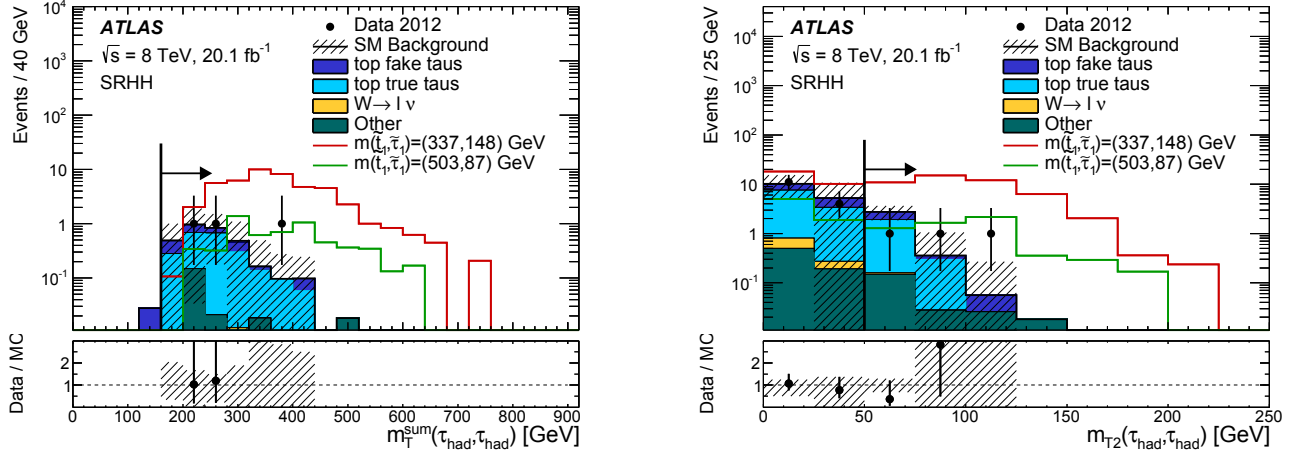 ATLAS
√s = 8 TeV, 20.1 fb⁻¹
SRHH
Data 2012
SM Background
top fake taus
top true taus
W→ l ν
Other
m(t̃₁,τ̃₁)=(337,148) GeV
m(t̃₁,τ̃₁)=(503,87) GeV
Events / 40 GeV
10⁴
10³
10²
10
1
10⁻¹
Data / MC
2
1
0 100 200 300 400 500 600 700 800 900
m_T^sum(τ_had,τ_had) [GeV]
ATLAS
√s = 8 TeV, 20.1 fb⁻¹
SRHH
Data 2012
SM Background
top fake taus
top true taus
W→ l ν
Other
m(t̃₁,τ̃₁)=(337,148) GeV
m(t̃₁,τ̃₁)=(503,87) GeV
Events / 25 GeV
10⁴
10³
10²
10
1
10⁻¹
Data / MC
2
1
0 50 100 150 200 250
m_T2(τ_had,τ_had) [GeV]